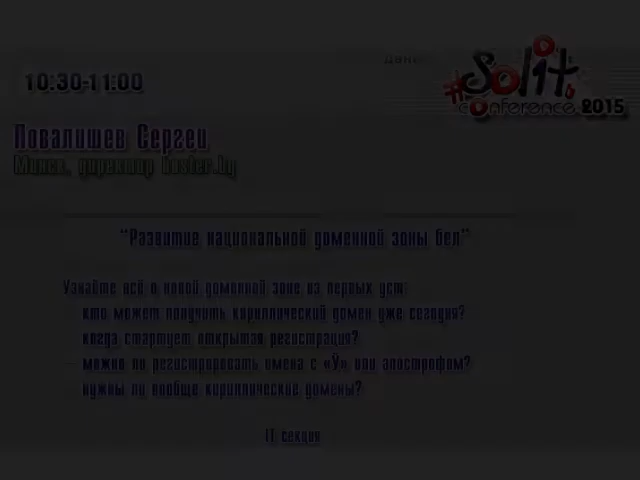 день
10:30-11:00
#Solit
conference 2015
Повалишев Сергей
Минск, директор hoster.by
“Развитие национальной доменной зоны бел”
Узнайте всё о новой доменной зоне из первых уст:
- кто может получить кириллический домен уже сегодня?
- когда стартует открытая регистрация?
- можно ли регистрировать имена с «Ў» или апострофом?
- нужны ли вообще кириллические домены?
IT секция